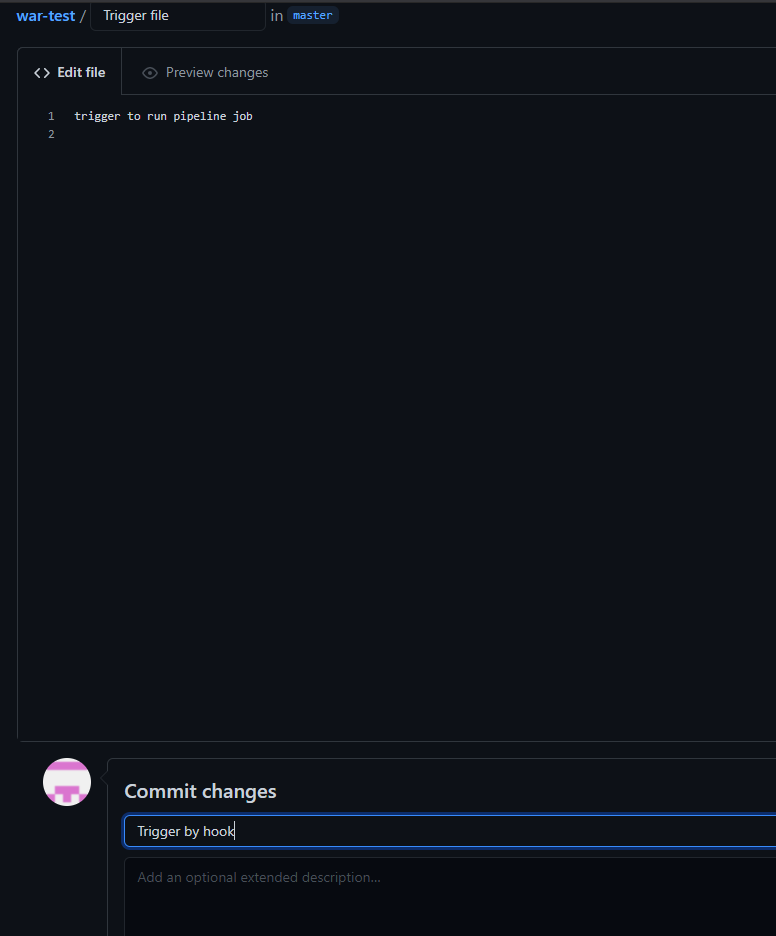 war-test / Trigger file in master
Edit file Preview changes
1 trigger to run pipeline job
2
Commit changes
Trigger by hook
Add an optional extended description...